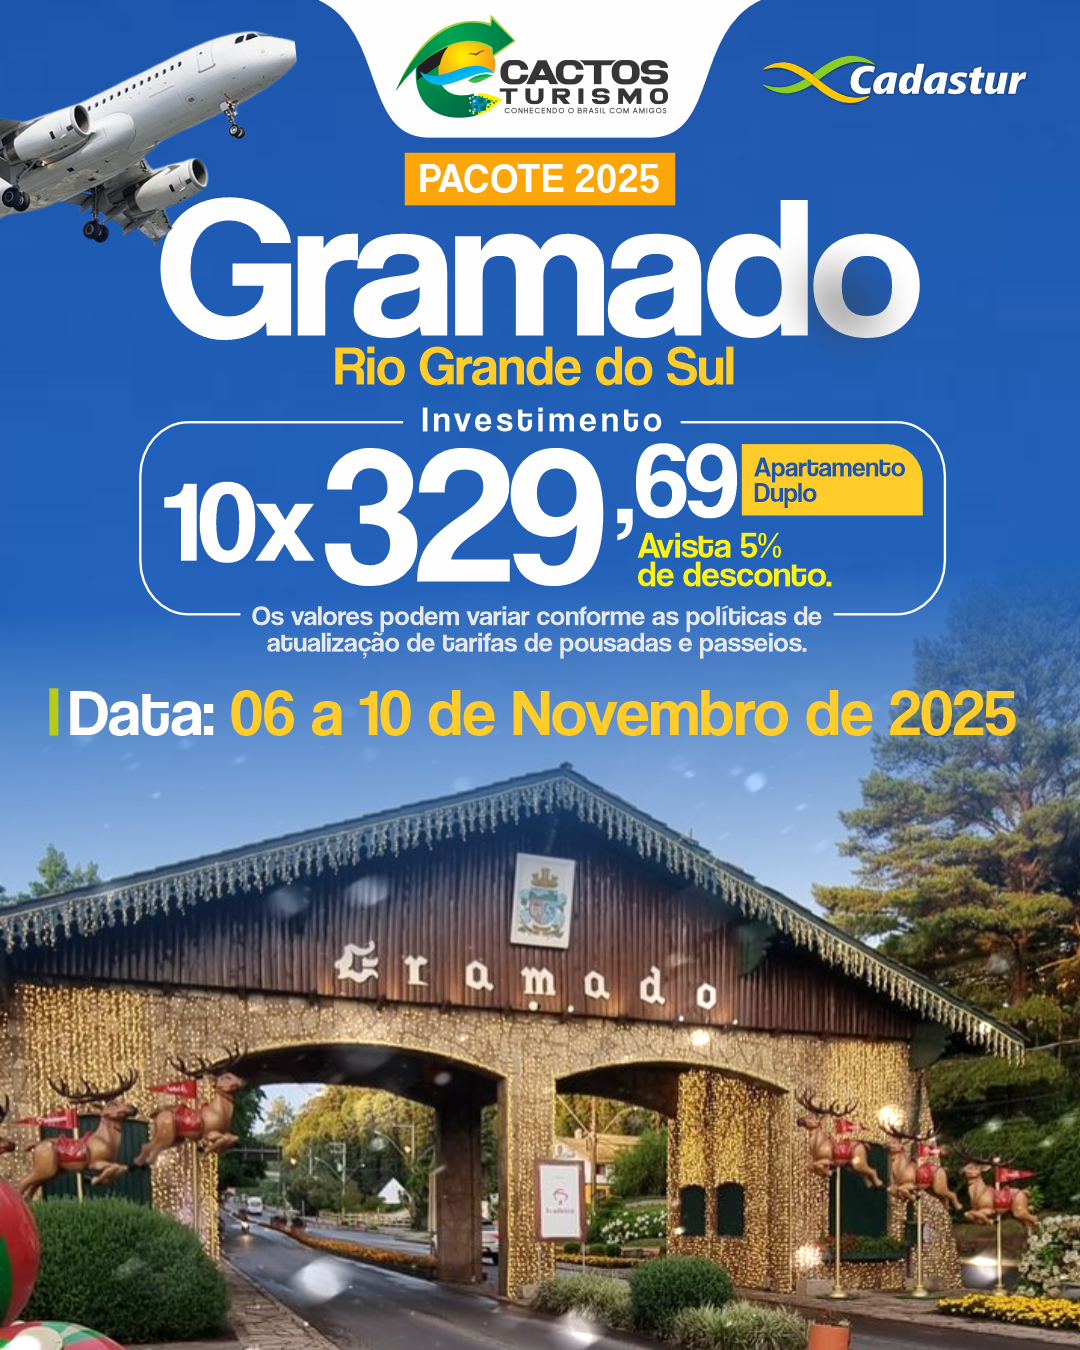 CACTOS
TURISMO
CONHECENDO O BRASIL COM AMIGOS
Cadastur
PACOTE 2025
Gramado
Rio Grande do Sul
Investimento
10x 329,69
Apartamento
Duplo
Avista 5%
de desconto.
Os valores podem variar conforme as políticas de
atualização de tarifas de pousadas e passeios.
Data: 06 a 10 de Novembro de 2025
Gramado